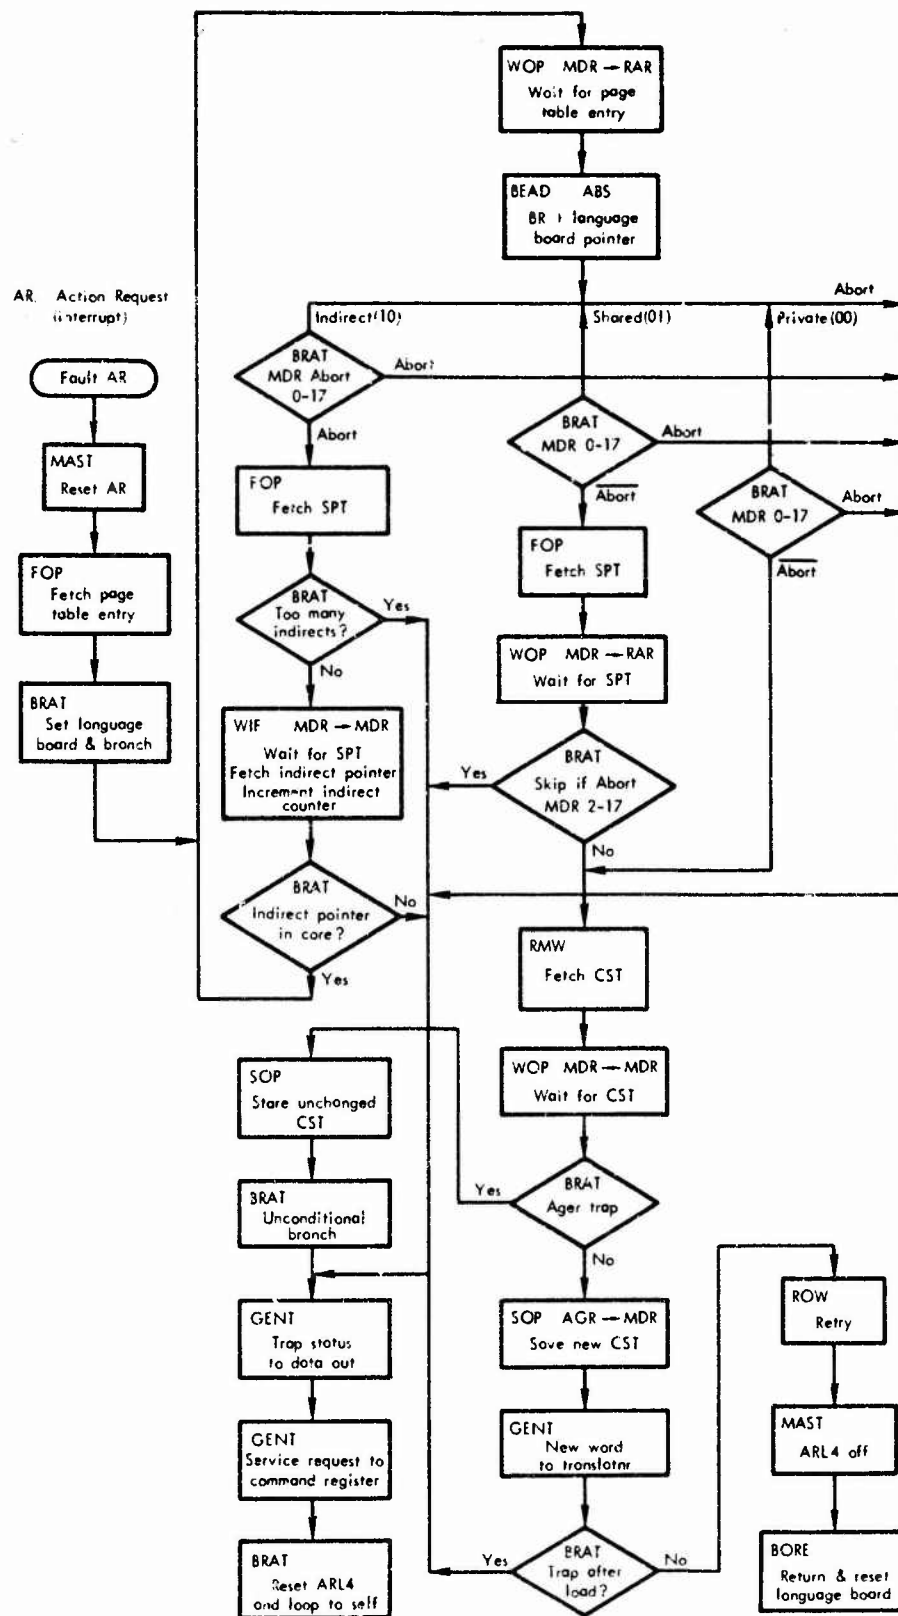 WOP MDR → RAR
Wait for page
table entry
BEAD ABS
language
board pointer
AR. Action Request
(interrupt)
Abort
Indirect(10)
Shared(01)
Private(00)
BRAT
MDR Abort
0-17
Abort
Fault AR
BRAT
MDR 0-17
Abort
Abort
MAST
Reset AR
FOP
Fetch SPT
Abort
BRAT
MDR 0-17
Abort
FOP
Fetch page
table entry
FOP
Fetch SPT
Abort
BRAT
Too many
indirects?
Yes
No
WOP MDR → RAR
Wait for SPT
BRAT
Set language
board & branch
WIF MDR → MDR
Wait for SPT
Fetch indirect pointer
Increment indirect
counter
Yes
BRAT
Skip if Abort
MDR 2-17
No
BRAT
Indirect pointer
in core?
No
Yes
RMW
Fetch CST
SOP
Store unchanged
CST
WOP MDR → MDR
Wait for CST
BRAT
Unconditional
branch
Yes
BRAT
Ager trap
No
GENT
Trap status
to data out
SOP AGR → MDR
Save new CST
ROW
Retry
GENT
Service request to
command register
GENT
New word
to translator
MAST
ARL4 off
BRAT
Reset ARL4
and loop to self
Yes
BRAT
Trap after
load?
No
BORE
Return & reset
language board